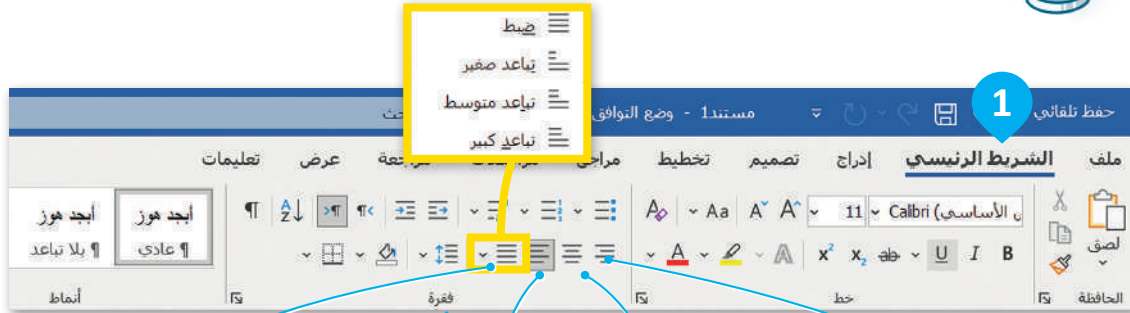 ضبط
تباعد صغير
تباعد متوسط
تباعد كبير
1
حفظ تلقائي
مستند1 - وضع التوافق
ملف الشريط الرئيسي إدراج تصميم تخطيط عرض تعليمات
لصق
ن الأساسي) Calibri 11 A^ Aˇ Aa A
أبجد هوز
أبجد هوز
B I U ab x₂ x² A A
¶ عادي
¶ بلا تباعد
الحافظة
خط
فقرة
أنماط